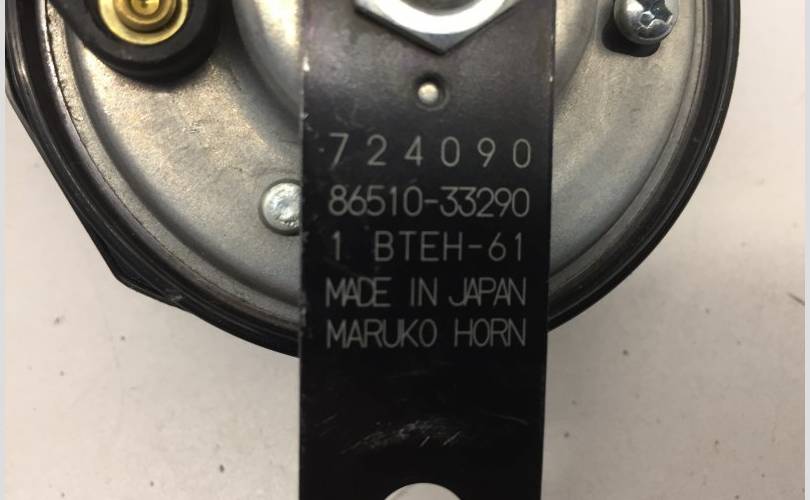 724090
86510-33290
1 BTEH-61
MADE IN JAPAN
MARUKO HORN